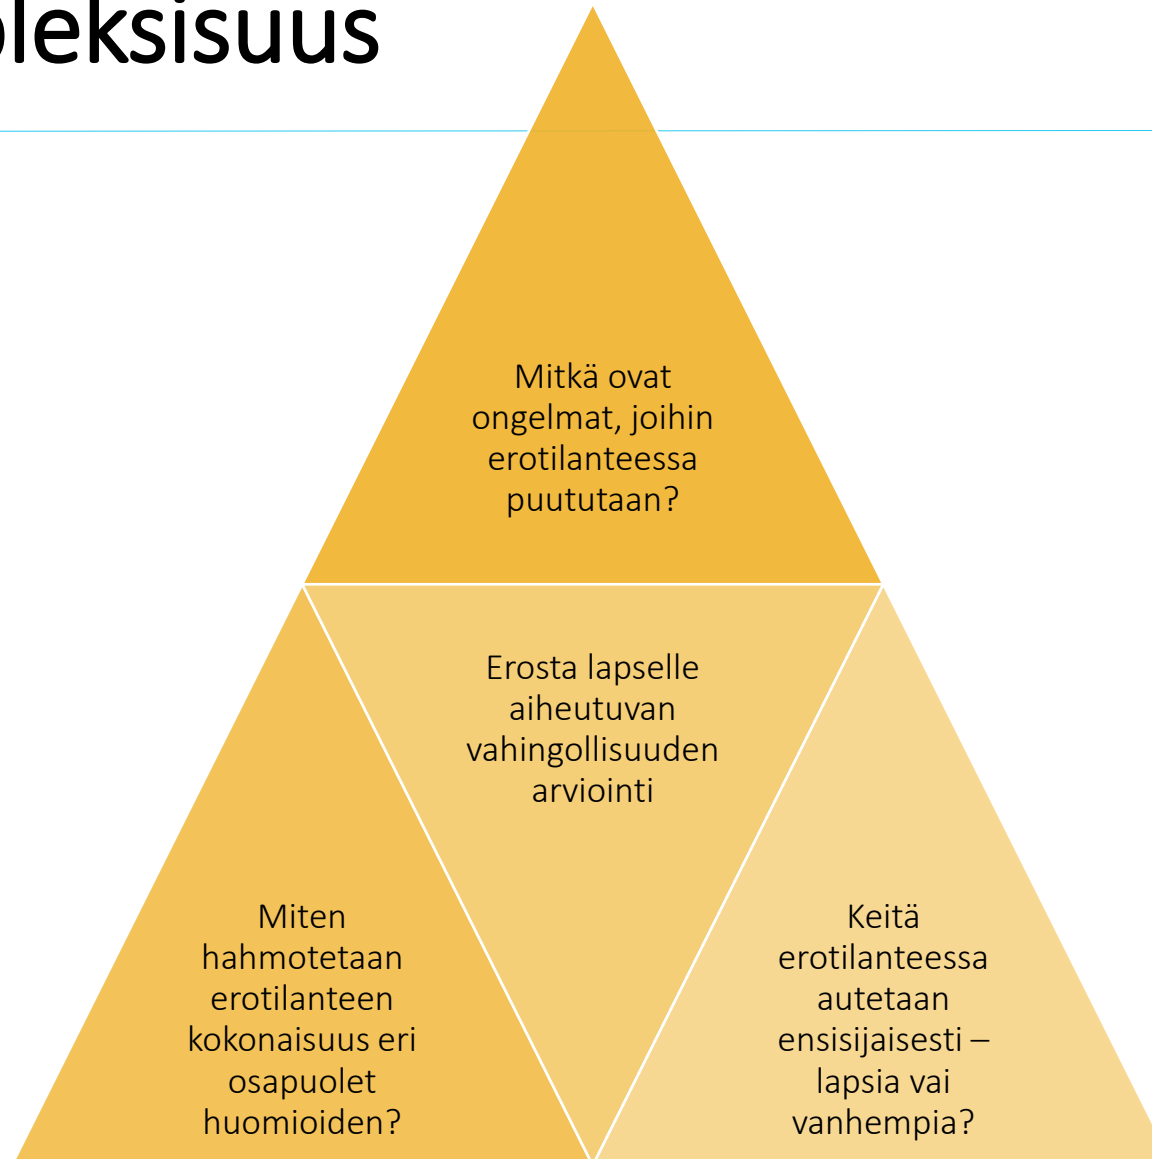 oleksisuus
Mitkä ovat
ongelmat, joihin
erotilanteessa
puututaan?
Erosta lapselle
aiheutuvan
vahingollisuuden
arviointi
Miten
hahmotetaan
erotilanteen
kokonaisuus eri
osapuolet
huomioiden?
Keitä
erotilanteessa
autetaan
ensisijaisesti –
lapsia vai
vanhempia?